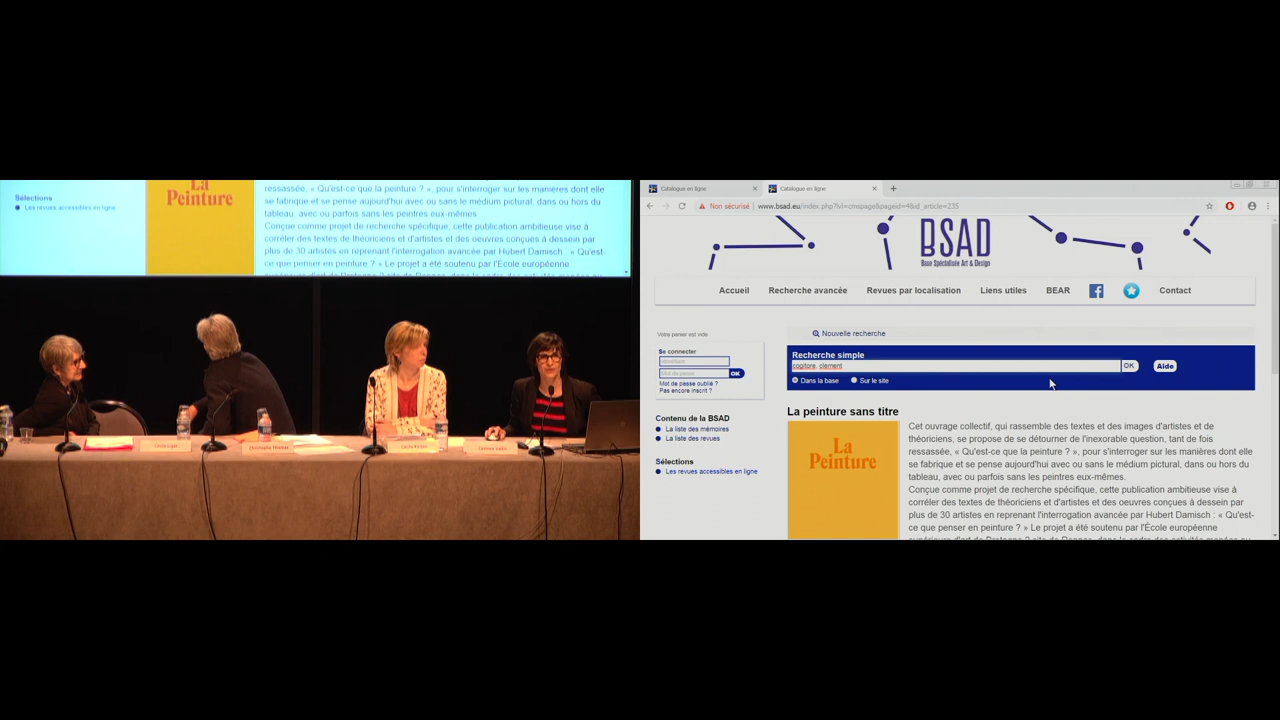 Sélections
Les revues accessibles en ligne
La
Peinture
ressassée, « Qu'est-ce que la peinture ? », pour s'interroger sur les manières dont elle
se fabrique et se pense aujourd'hui avec ou sans le médium pictural, dans ou hors du
tableau, avec ou parfois sans les peintres eux-mêmes.
Conçue comme projet de recherche spécifique, cette publication ambitieuse vise à
corréler des textes de théoriciens et d'artistes et des oeuvres conçues à dessein par
plus de 30 artistes en reprenant l'interrogation avancée par Hubert Damisch : « Qu'est-
ce que penser en peinture ? » Le projet a été soutenu par l'École européenne
Catalogue en ligne
Catalogue en ligne
Non sécurisé
www.bsad.eu/index.php?lvl=cmspage&pageid=4&id_article=235
BSAD
Base Spécialisée Art & Design
Accueil
Recherche avancée
Revues par localisation
Liens utiles
BEAR
Contact
Votre panier est vide
Se connecter
identifiant
Mot de passe
OK
Mot de passe oublié ?
Pas encore inscrit ?
Contenu de la BSAD
La liste des mémoires
La liste des revues
Sélections
Les revues accessibles en ligne
Nouvelle recherche
Recherche simple
cogitore, clement
OK
Aide
Dans la base
Sur le site
La peinture sans titre
La
Peinture
Cet ouvrage collectif, qui rassemble des textes et des images d'artistes et de
théoriciens, se propose de se détourner de l'inexorable question, tant de fois
ressassée, « Qu'est-ce que la peinture ? », pour s'interroger sur les manières dont elle
se fabrique et se pense aujourd'hui avec ou sans le médium pictural, dans ou hors du
tableau, avec ou parfois sans les peintres eux-mêmes.
Conçue comme projet de recherche spécifique, cette publication ambitieuse vise à
corréler des textes de théoriciens et d'artistes et des oeuvres conçues à dessein par
plus de 30 artistes en reprenant l'interrogation avancée par Hubert Damisch : « Qu'est-
ce que penser en peinture ? » Le projet a été soutenu par l'École européenne